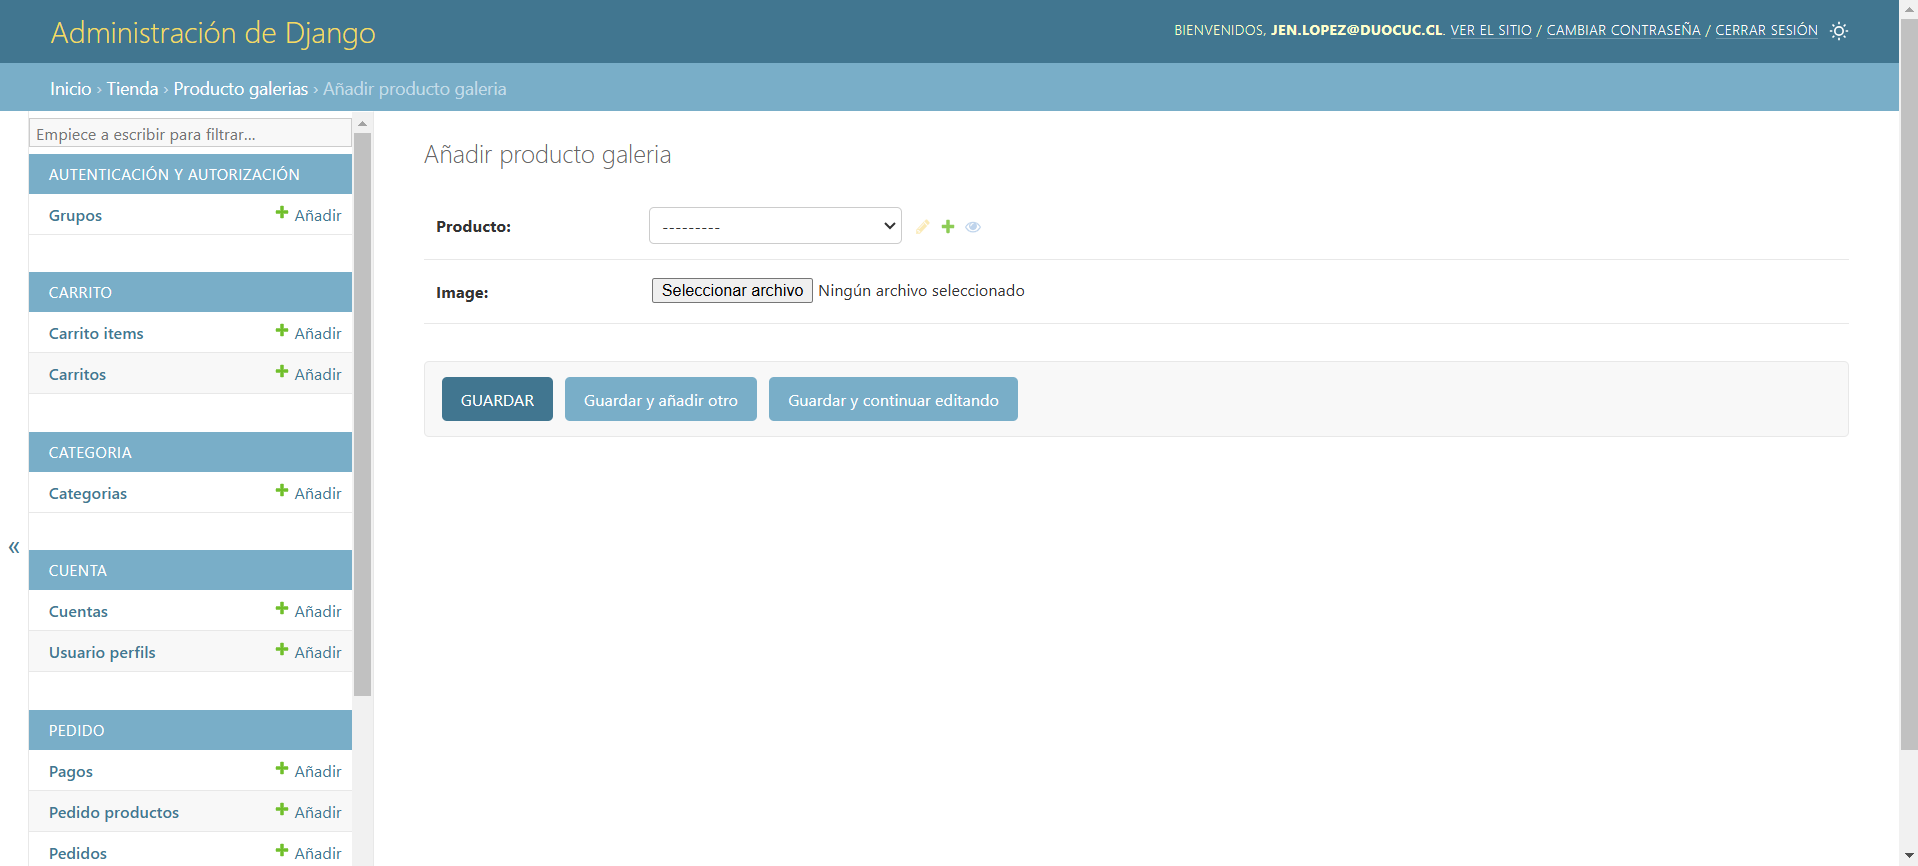 Administración de Django
BIENVENIDOS, JEN.LOPEZ@DUOCUC.CL. VER EL SITIO / CAMBIAR CONTRASEÑA / CERRAR SESIÓN
Inicio › Tienda › Producto galerias › Añadir producto galeria
Empiece a escribir para filtrar...
AUTENTICACIÓN Y AUTORIZACIÓN
Grupos Añadir
CARRITO
Carrito items Añadir
Carritos Añadir
CATEGORIA
Categorias Añadir
CUENTA
Cuentas Añadir
Usuario perfils Añadir
PEDIDO
Pagos Añadir
Pedido productos Añadir
Pedidos Añadir
«
Añadir producto galeria
Producto: ---------
Image: Seleccionar archivo Ningún archivo seleccionado
GUARDAR Guardar y añadir otro Guardar y continuar editando